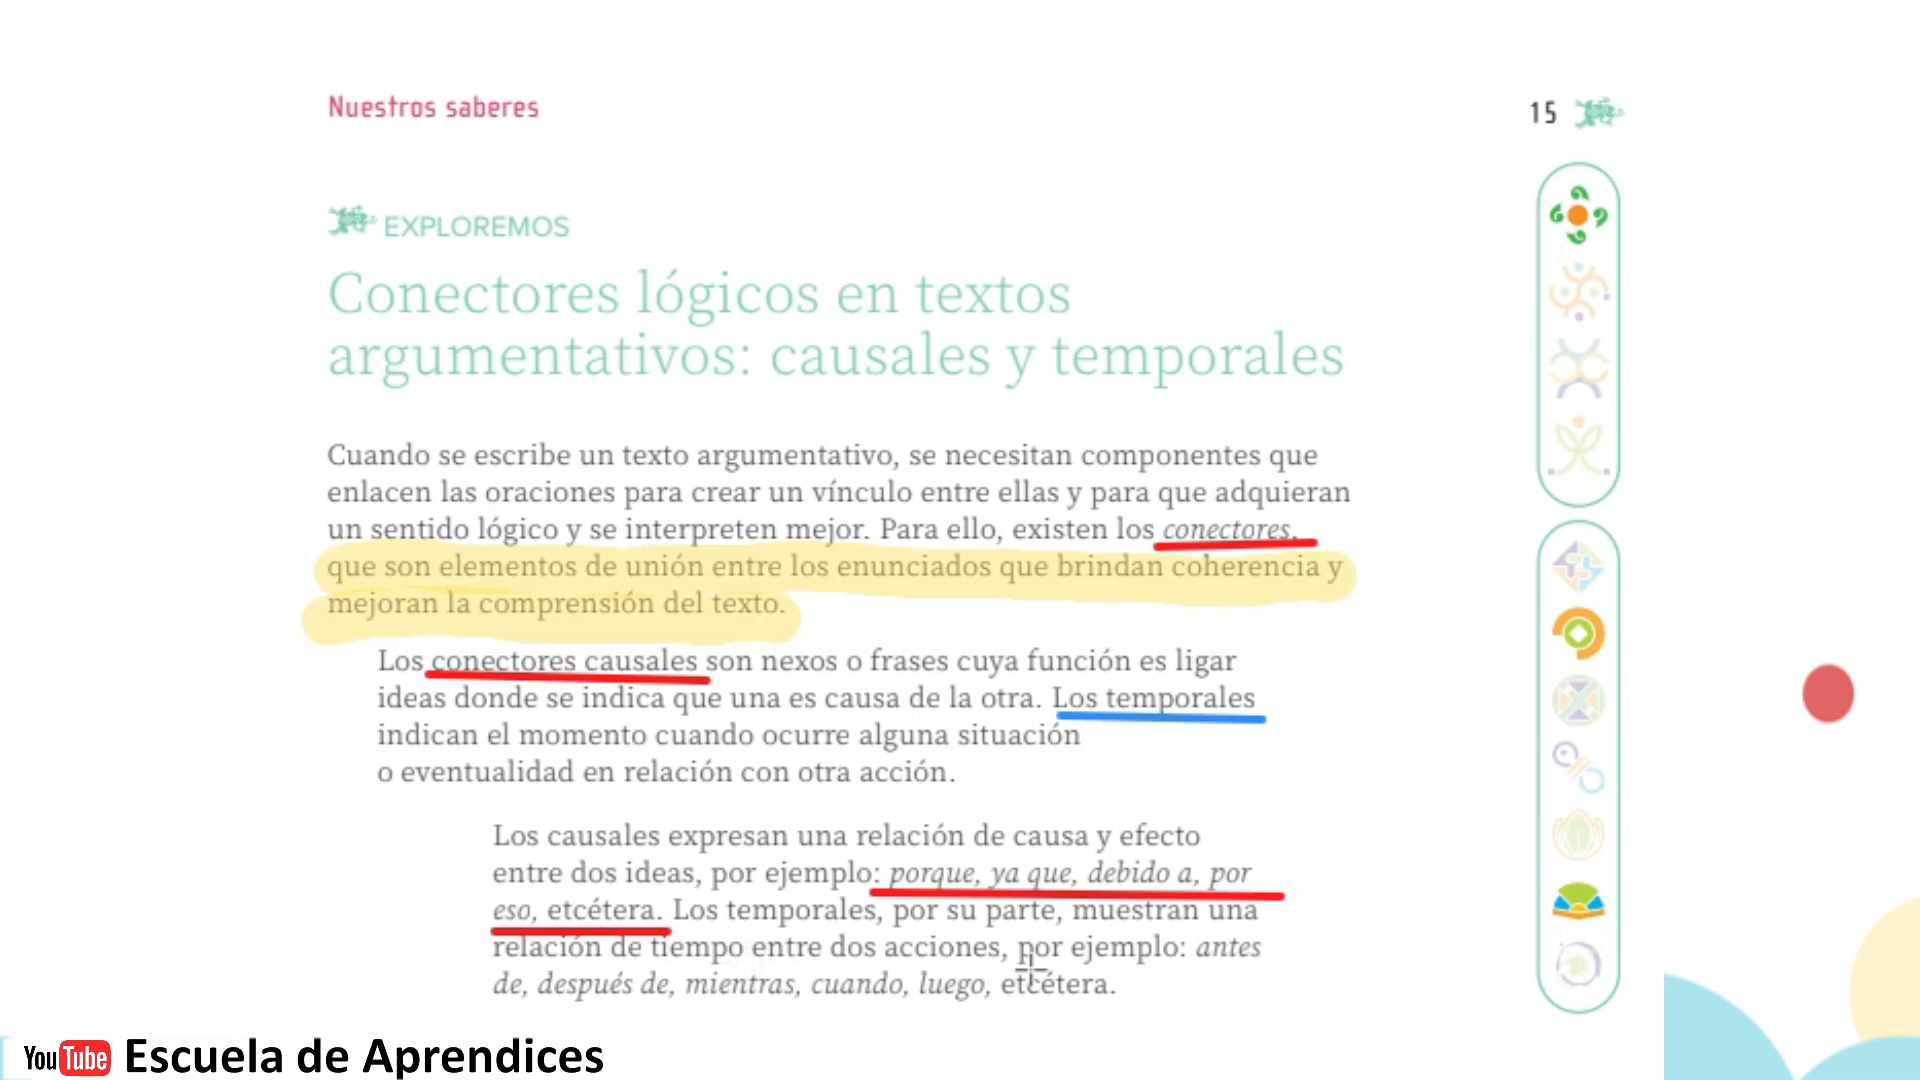 Nuestros saberes
15
EXPLOREMOS
Conectores lógicos en textos
argumentativos: causales y temporales
Cuando se escribe un texto argumentativo, se necesitan componentes que
enlacen las oraciones para crear un vínculo entre ellas y para que adquieran
un sentido lógico y se interpreten mejor. Para ello, existen los conectores,
que son elementos de unión entre los enunciados que brindan coherencia y
mejoran la comprensión del texto.
Los conectores causales son nexos o frases cuya función es ligar
ideas donde se indica que una es causa de la otra. Los temporales
indican el momento cuando ocurre alguna situación
o eventualidad en relación con otra acción.
Los causales expresan una relación de causa y efecto
entre dos ideas, por ejemplo: porque, ya que, debido a, por
eso, etcétera. Los temporales, por su parte, muestran una
relación de tiempo entre dos acciones, por ejemplo: antes
de, después de, mientras, cuando, luego, etcétera.
YouTube Escuela de Aprendices